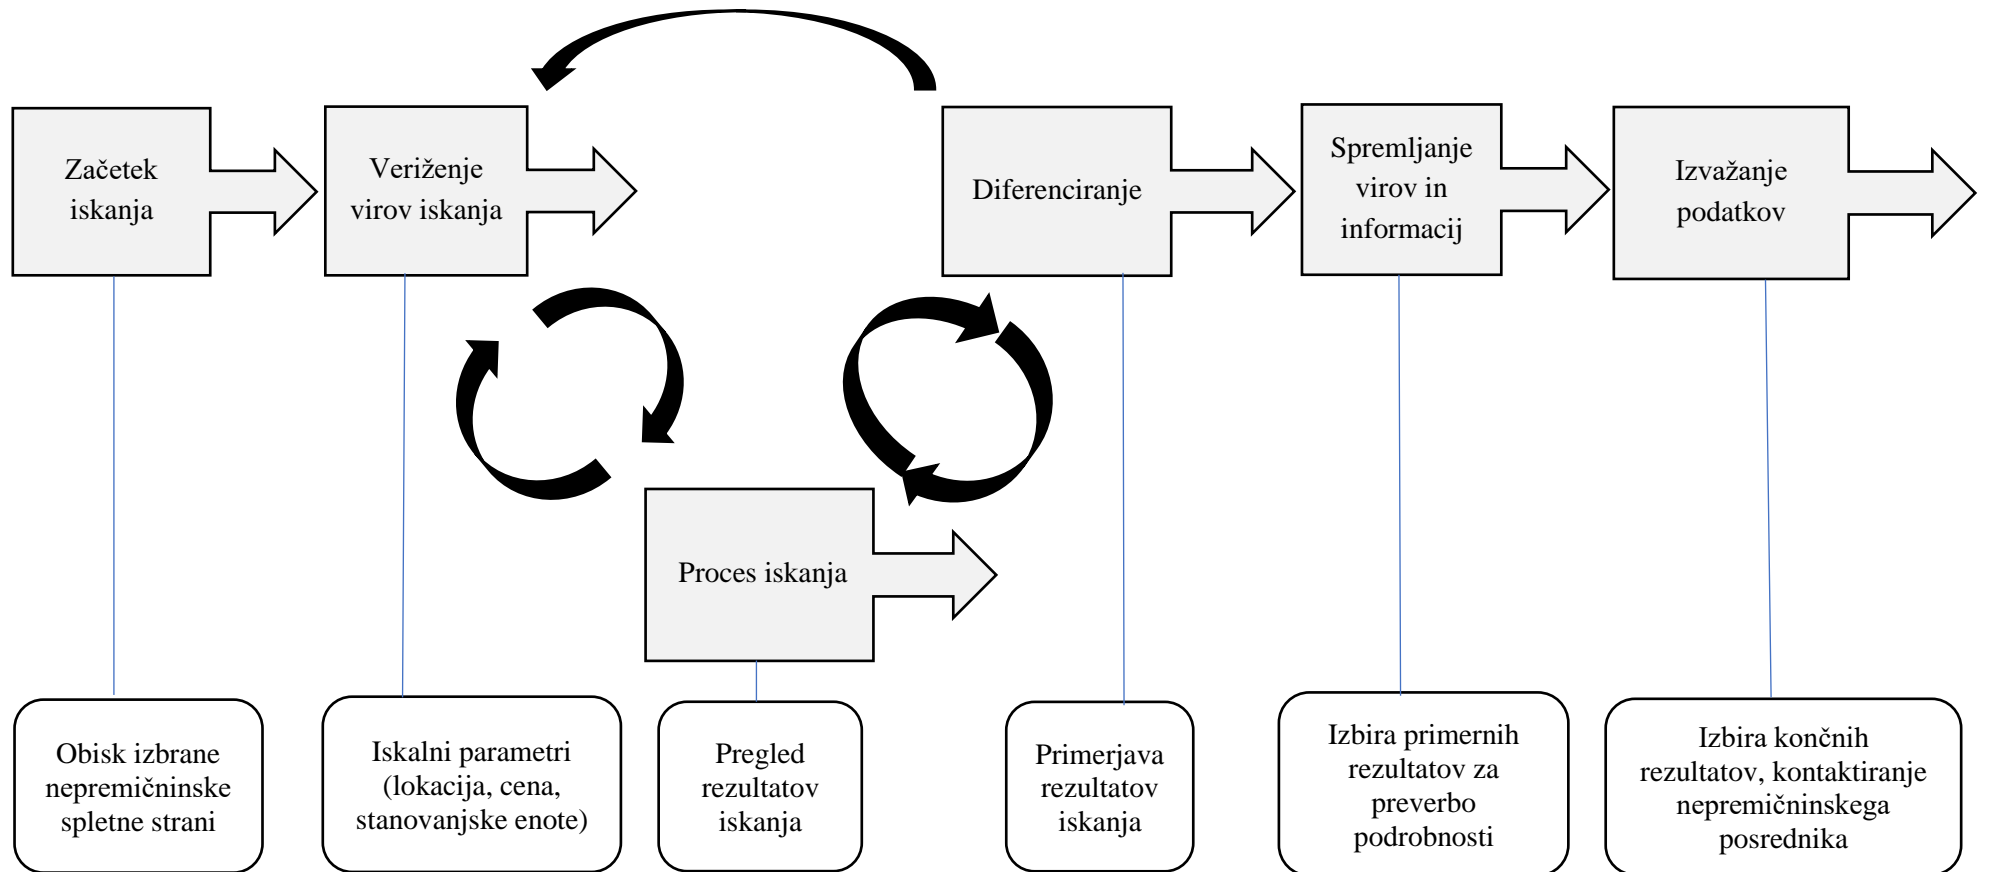 Začetek
iskanja
Veriženje
virov iskanja
Diferenciranje
Spremljanje
virov in
informacij
Izvažanje
podatkov
Proces iskanja
Obisk izbrane
nepremičninske
spletne strani
Iskalni parametri
(lokacija, cena,
stanovanjske enote)
Pregled
rezultatov
iskanja
Primerjava
rezultatov
iskanja
Izbira primernih
rezultatov za
preverbo
podrobnosti
Izbira končnih
rezultatov, kontaktiranje
nepremičninskega
posrednika